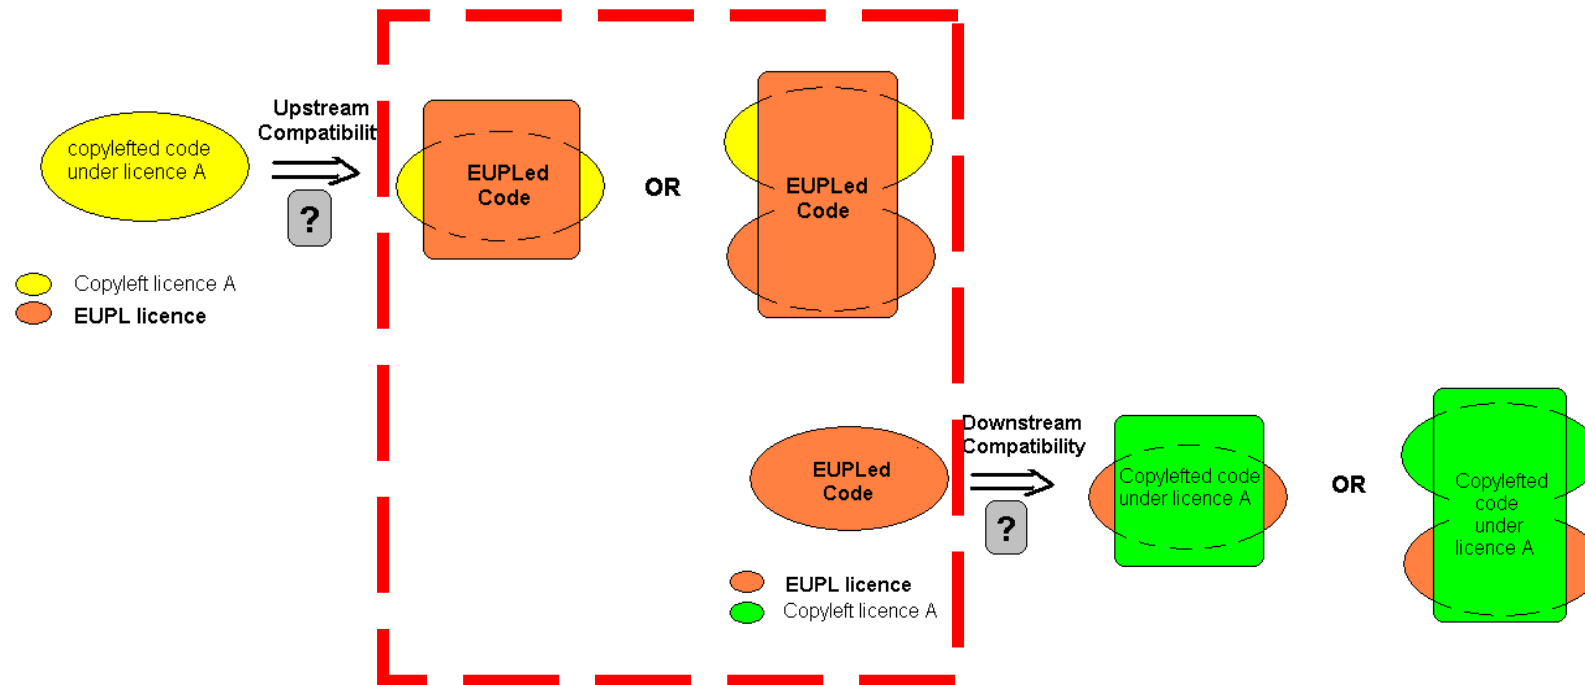 Upstream
Compatibilit
copylefted code
under licence A
?
EUPLed
Code
OR
EUPLed
Code
Copyleft licence A
EUPL licence
Downstream
Compatibility
EUPLed
Code
?
Copylefted code
under licence A
OR
Copylefted
code
under
licence A
EUPL licence
Copyleft licence A